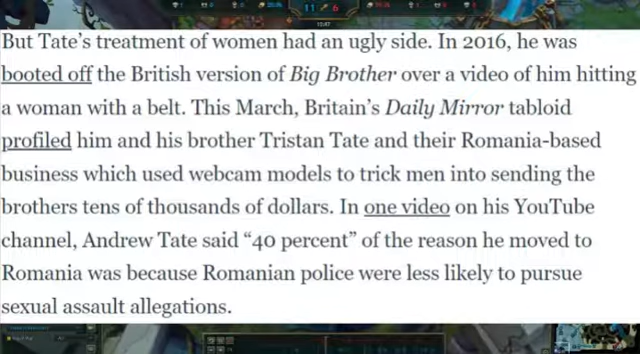 11 6
12:47
But Tate's treatment of women had an ugly side. In 2016, he was
booted off the British version of Big Brother over a video of him hitting
a woman with a belt. This March, Britain's Daily Mirror tabloid
profiled him and his brother Tristan Tate and their Romania-based
business which used webcam models to trick men into sending the
brothers tens of thousands of dollars. In one video on his YouTube
channel, Andrew Tate said “40 percent” of the reason he moved to
Romania was because Romanian police were less likely to pursue
sexual assault allegations.